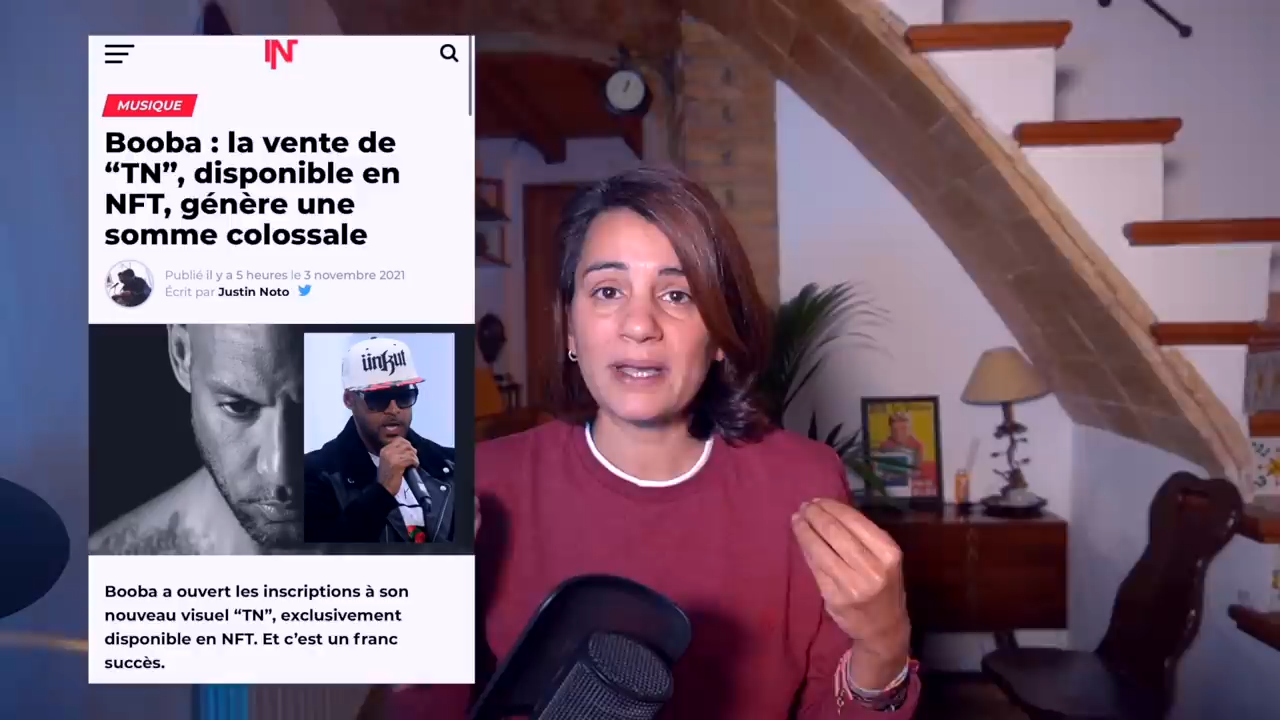 IN
MUSIQUE
Booba : la vente de
“TN”, disponible en
NFT, génère une
somme colossale
Publié il y a 5 heures le 3 novembre 2021
Écrit par Justin Noto
ünkut
Booba a ouvert les inscriptions à son
nouveau visuel “TN”, exclusivement
disponible en NFT. Et c’est un franc
succès.